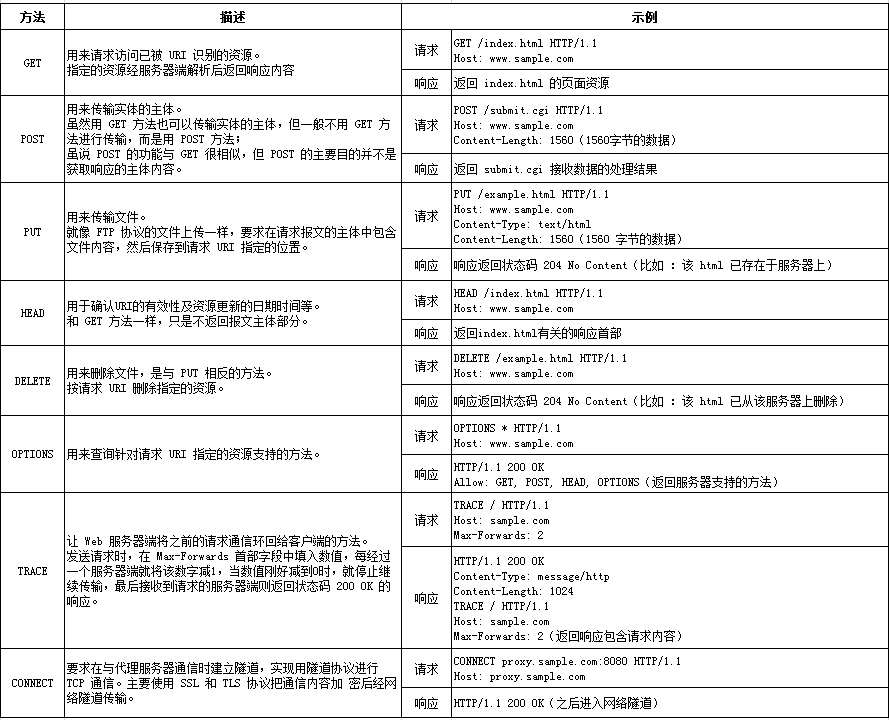 方法 描述 示例
GET
用来请求访问已被 URI 识别的资源。
指定的资源经服务器端解析后返回响应内容
请求
GET /index.html HTTP/1.1
Host: www.sample.com
响应
返回 index.html 的页面资源
POST
用来传输实体的主体。
虽然用 GET 方法也可以传输实体的主体，但一般不用 GET 方
法进行传输，而是用 POST 方法；
虽说 POST 的功能与 GET 很相似，但 POST 的主要目的并不是
获取响应的主体内容。
请求
POST /submit.cgi HTTP/1.1
Host: www.sample.com
Content-Length: 1560（1560字节的数据）
响应
返回 submit.cgi 接收数据的处理结果
PUT
用来传输文件。
就像 FTP 协议的文件上传一样，要求在请求报文的主体中包含
文件内容，然后保存到请求 URI 指定的位置。
请求
PUT /example.html HTTP/1.1
Host: www.sample.com
Content-Type: text/html
Content-Length: 1560（1560 字节的数据）
响应
响应返回状态码 204 No Content（比如 ：该 html 已存在于服务器上）
HEAD
用于确认URI的有效性及资源更新的日期时间等。
和 GET 方法一样，只是不返回报文主体部分。
请求
HEAD /index.html HTTP/1.1
Host: www.sample.com
响应
返回index.html有关的响应首部
DELETE
用来删除文件，是与 PUT 相反的方法。
按请求 URI 删除指定的资源。
请求
DELETE /example.html HTTP/1.1
Host: www.sample.com
响应
响应返回状态码 204 No Content（比如 ：该 html 已从该服务器上删除）
OPTIONS
用来查询针对请求 URI 指定的资源支持的方法。
请求
OPTIONS * HTTP/1.1
Host: www.sample.com
响应
HTTP/1.1 200 OK
Allow: GET, POST, HEAD, OPTIONS（返回服务器支持的方法）
TRACE
让 Web 服务器端将之前的请求通信环回给客户端的方法。
发送请求时，在 Max-Forwards 首部字段中填入数值，每经过
一个服务器端就将该数字减1，当数值刚好减到0时，就停止继
续传输，最后接收到请求的服务器端则返回状态码 200 OK 的
响应。
请求
TRACE / HTTP/1.1
Host: sample.com
Max-Forwards: 2
响应
HTTP/1.1 200 OK
Content-Type: message/http
Content-Length: 1024
TRACE / HTTP/1.1
Host: sample.com
Max-Forwards: 2（返回响应包含请求内容）
CONNECT
要求在与代理服务器通信时建立隧道，实现用隧道协议进行
TCP 通信。主要使用 SSL 和 TLS 协议把通信内容加 密后经网
络隧道传输。
请求
CONNECT proxy.sample.com:8080 HTTP/1.1
Host: proxy.sample.com
响应
HTTP/1.1 200 OK（之后进入网络隧道）